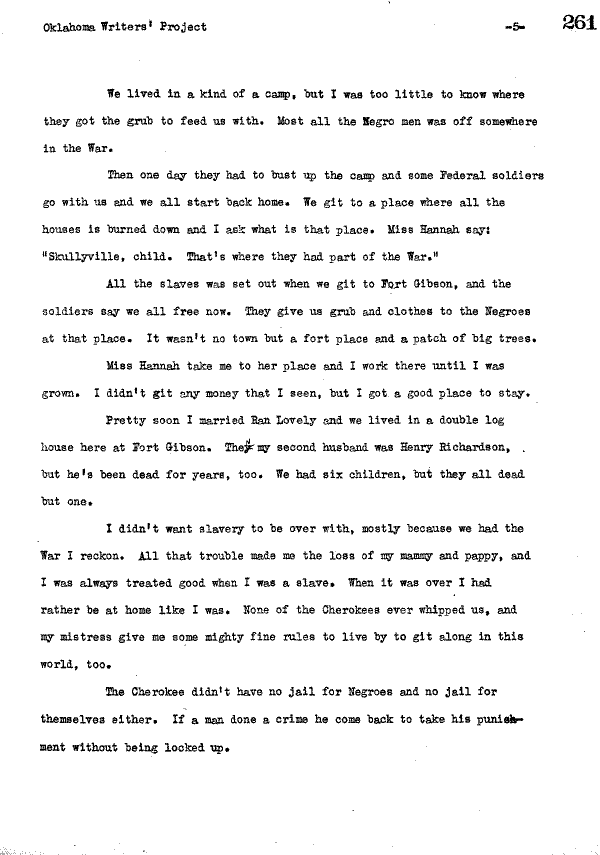 Oklahoma Writers' Project -5- 261
We lived in a kind of a camp, but I was too little to know where
they got the grub to feed us with. Most all the Negro men was off somewhere
in the War.
Then one day they had to bust up the camp and some Federal soldiers
go with us and we all start back home. We git to a place where all the
houses is burned down and I ask what is that place. Miss Hannah say:
"Skullyville, child. That's where they had part of the War."
All the slaves was set out when we git to Fort Gibson, and the
soldiers say we all free now. They give us grub and clothes to the Negroes
at that place. It wasn't no town but a fort place and a patch of big trees.
Miss Hannah take me to her place and I work there until I was
grown. I didn't git any money that I seen, but I got a good place to stay.
Pretty soon I married Ran Lovely and we lived in a double log
house here at Fort Gibson. Then my second husband was Henry Richardson,
but he's been dead for years, too. We had six children, but they all dead
but one.
I didn't want slavery to be over with, mostly because we had the
War I reckon. All that trouble made me the loss of my mammy and pappy, and
I was always treated good when I was a slave. When it was over I had
rather be at home like I was. None of the Cherokees ever whipped us, and
my mistress give me some mighty fine rules to live by to git along in this
world, too.
The Cherokee didn't have no jail for Negroes and no jail for
themselves either. If a man done a crime he come back to take his punish-
ment without being locked up.